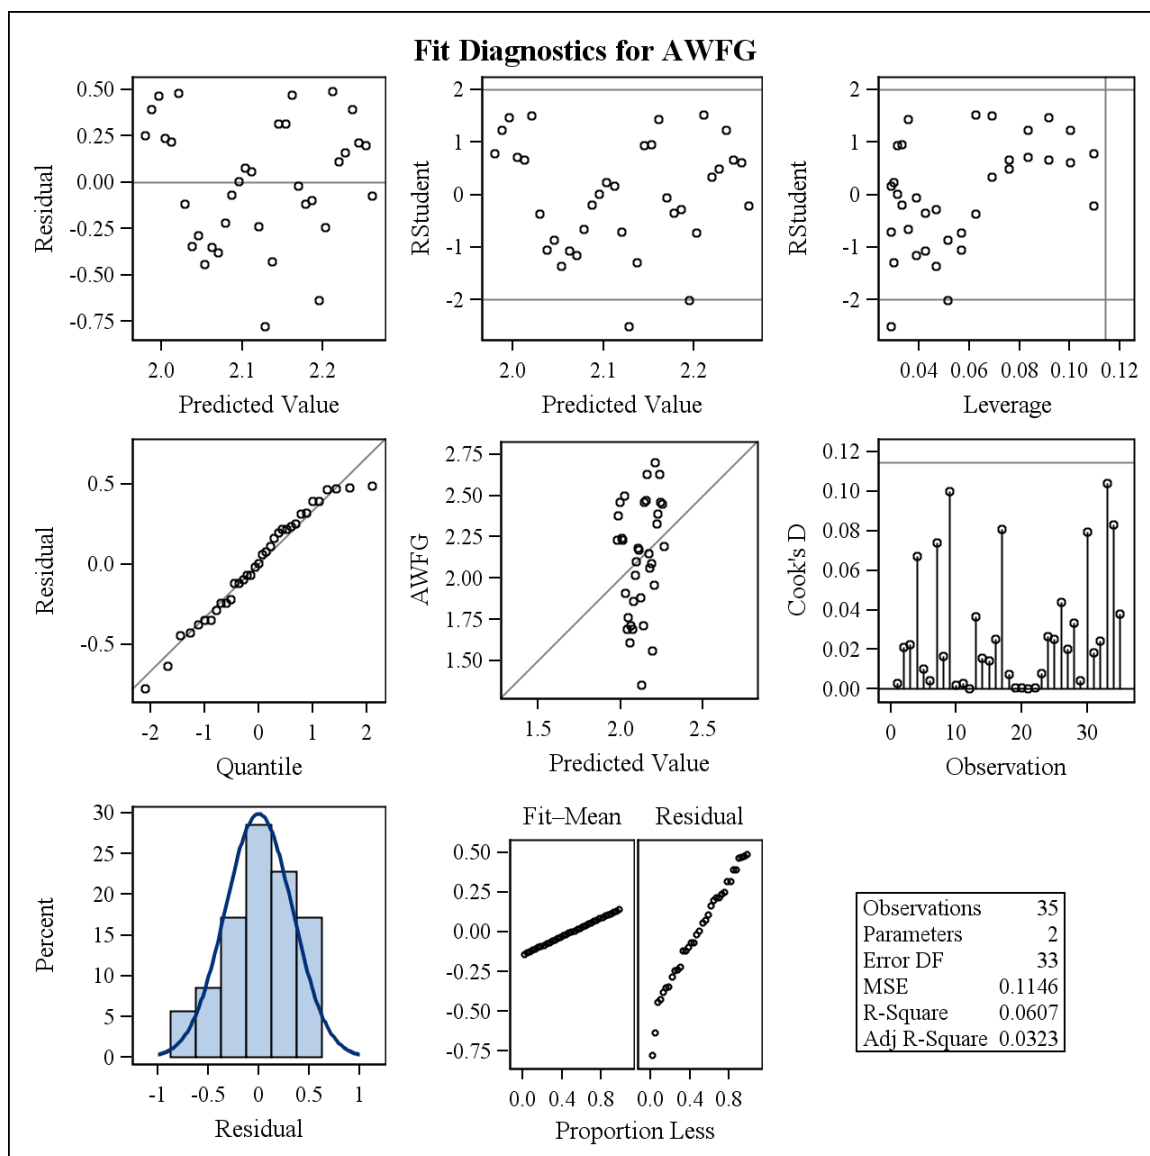 Fit Diagnostics for AWFG
Residual
0.50
0.25
0.00
-0.25
-0.50
-0.75
2.0 2.1 2.2
Predicted Value
RStudent
2
1
0
-1
-2
2.0 2.1 2.2
Predicted Value
RStudent
2
1
0
-1
-2
0.04 0.06 0.08 0.10 0.12
Leverage
Residual
0.5
0.0
-0.5
-2 -1 0 1 2
Quantile
AWFG
2.75
2.50
2.25
2.00
1.75
1.50
1.5 2.0 2.5
Predicted Value
Cook's D
0.12
0.10
0.08
0.06
0.04
0.02
0.00
0 10 20 30
Observation
Percent
30
25
20
15
10
5
0
-1 -0.5 0 0.5 1
Residual
Fit–Mean Residual
0.50
0.25
0.00
-0.25
-0.50
-0.75
0.0 0.4 0.8 0.0 0.4 0.8
Proportion Less
Observations 35
Parameters 2
Error DF 33
MSE 0.1146
R-Square 0.0607
Adj R-Square 0.0323